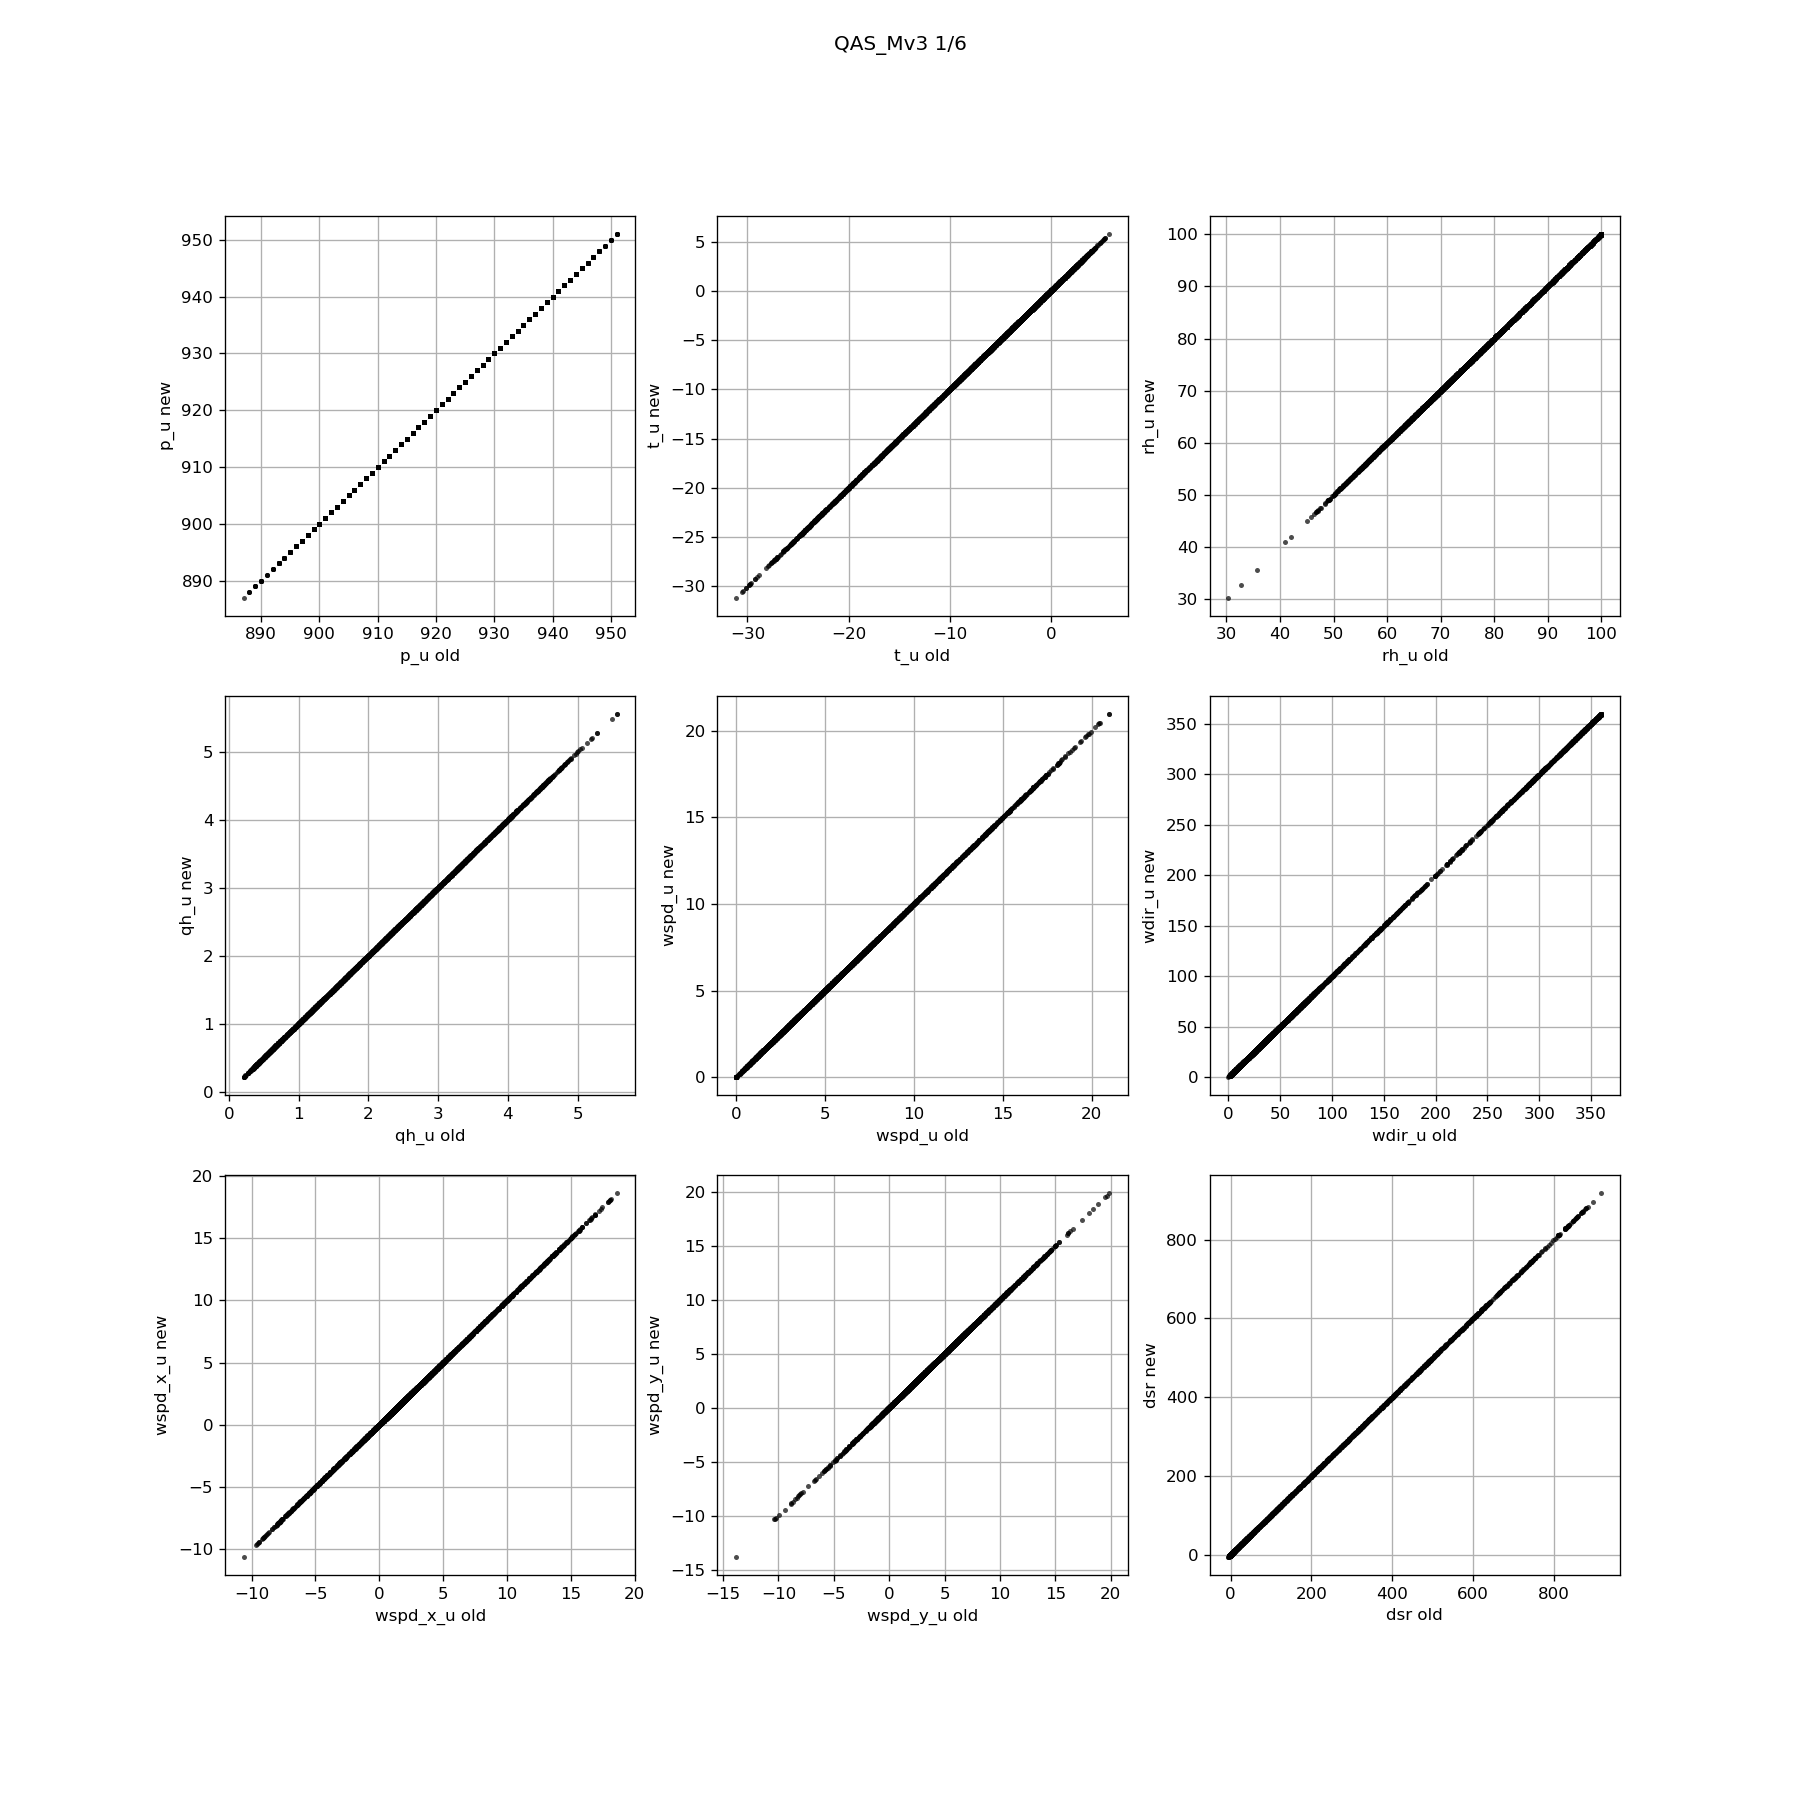 QAS_Mv3 1/6
950
940
930
920
910
900
890
p_u new
890 900 910 920 930 940 950
p_u old
5
0
−5
−10
−15
−20
−25
−30
t_u new
−30 −20 −10 0
t_u old
100
90
80
70
60
50
40
30
rh_u new
30 40 50 60 70 80 90 100
rh_u old
5
4
3
2
1
0
qh_u new
0 1 2 3 4 5
qh_u old
20
15
10
5
0
wspd_u new
0 5 10 15 20
wspd_u old
350
300
250
200
150
100
50
0
wdir_u new
0 50 100 150 200 250 300 350
wdir_u old
20
15
10
5
0
−5
−10
wspd_x_u new
−10 −5 0 5 10 15 20
wspd_x_u old
20
15
10
5
0
−5
−10
−15
wspd_y_u new
−15 −10 −5 0 5 10 15 20
wspd_y_u old
800
600
400
200
0
dsr new
0 200 400 600 800
dsr old